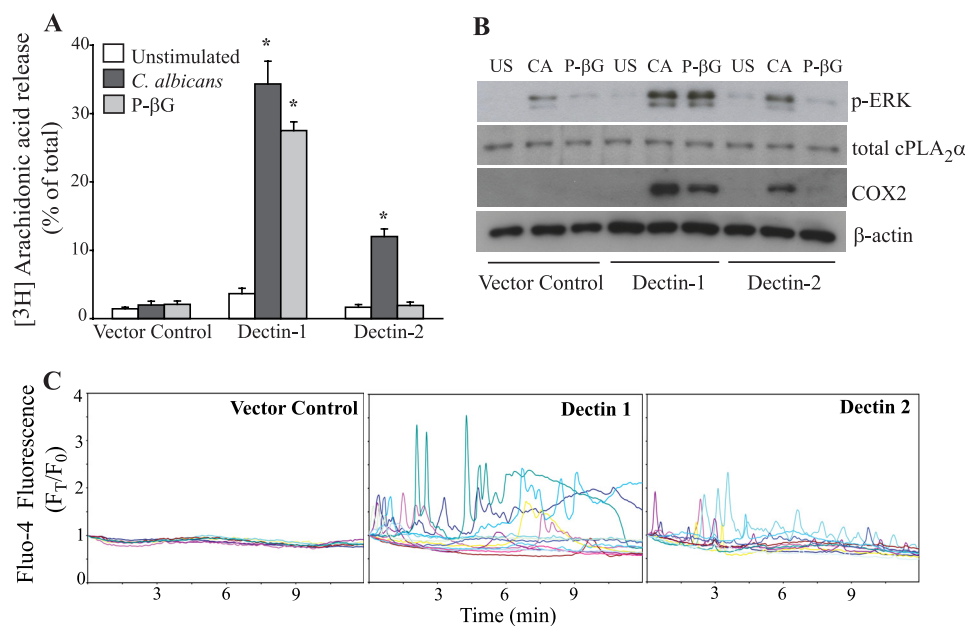 A
[3H] Arachidonic acid release
(% of total)
40
30
20
10
0
Unstimulated
C. albicans
P-βG
*
*
*
Vector Control
Dectin-1
Dectin-2
B
US CA P-βG US CA P-βG US CA P-βG
p-ERK
total cPLA₂α
COX2
β-actin
Vector Control
Dectin-1
Dectin-2
C
Fluo-4 Fluorescence
(F_T/F_0)
4
3
2
1
0
Vector Control
Dectin 1
Dectin 2
3 6 9 3 6 9 3 6 9
Time (min)